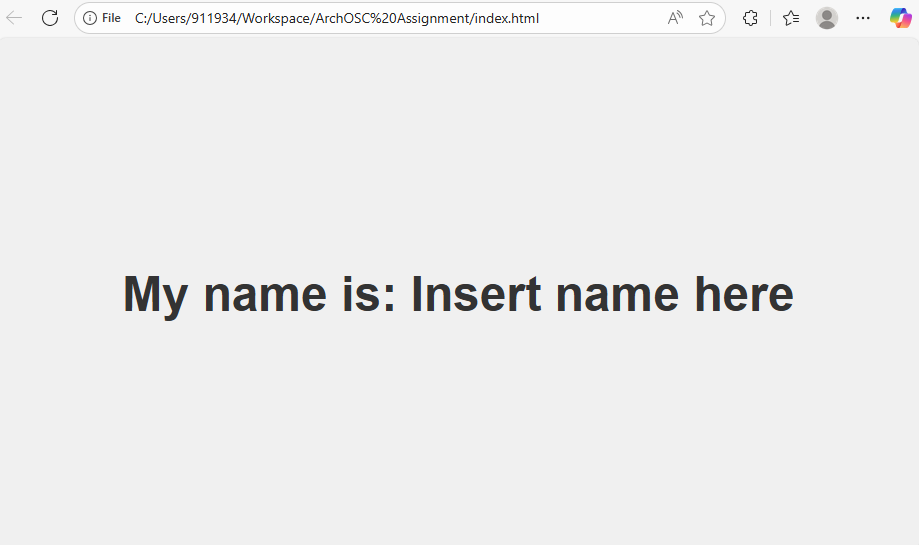 File C:/Users/911934/Workspace/ArchOSC%20Assignment/index.html
My name is: Insert name here